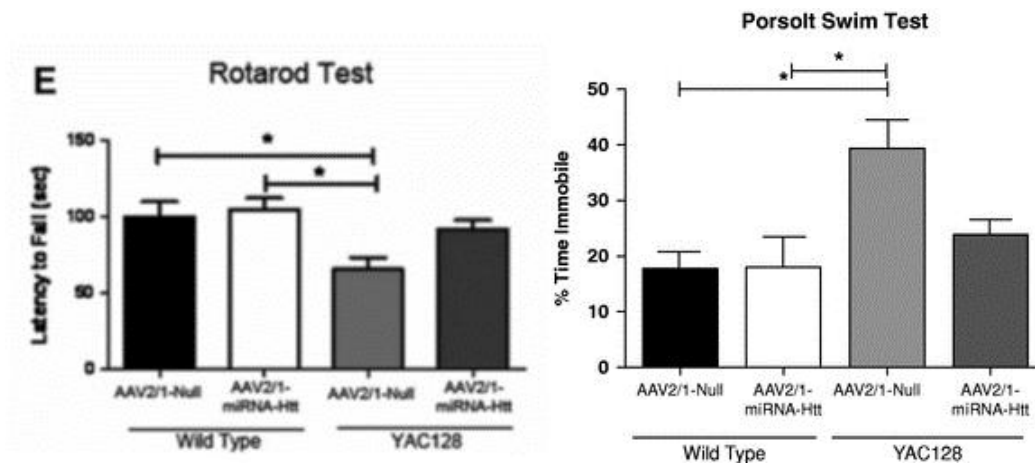 E
Rotarod Test
*
*
150
100
50
0
Latency to Fall (sec)
AAV2/1-Null
AAV2/1-
miRNA-Htt
AAV2/1-Null
AAV2/1-
miRNA-Htt
Wild Type
YAC128
Porsolt Swim Test
*
*
50
40
30
20
10
0
% Time Immobile
AAV2/1-Null
AAV2/1-
miRNA-Htt
AAV2/1-Null
AAV2/1-
miRNA-Htt
Wild Type
YAC128